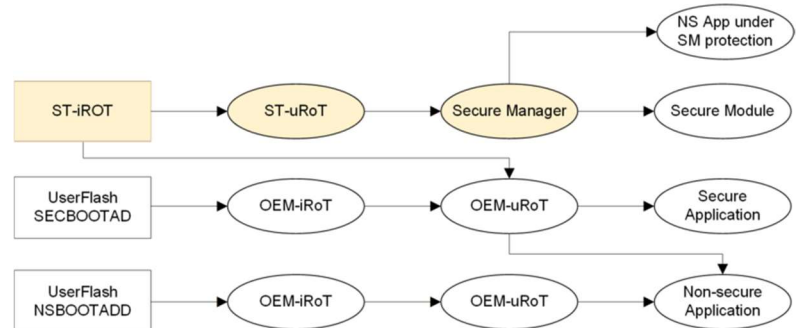 NS App under
SM protection
ST-iROT
ST-uRoT
Secure Manager
Secure Module
UserFlash
SECBOOTAD
OEM-iRoT
OEM-uRoT
Secure
Application
UserFlash
NSBOOTADD
OEM-iRoT
OEM-uRoT
Non-secure
Application